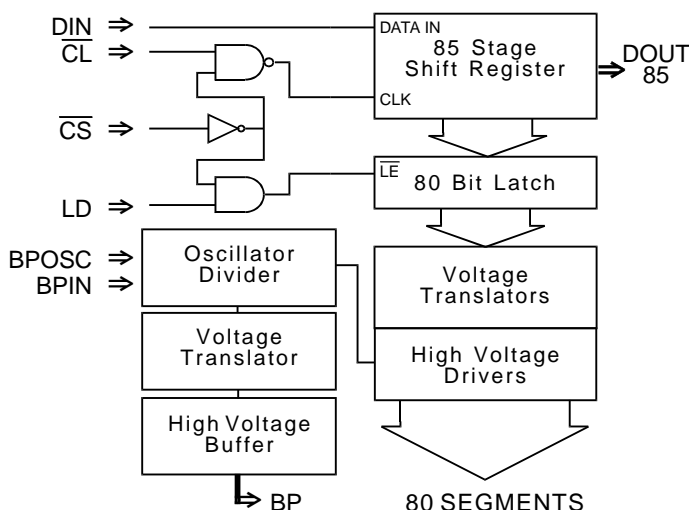 DIN
CL
CS
LD
BPOSC
BPIN
DATA IN
85 Stage
Shift Register
CLK
DOUT
85
LE
80 Bit Latch
Oscillator
Divider
Voltage
Translators
Voltage
Translator
High Voltage
Drivers
High Voltage
Buffer
BP
80 SEGMENTS